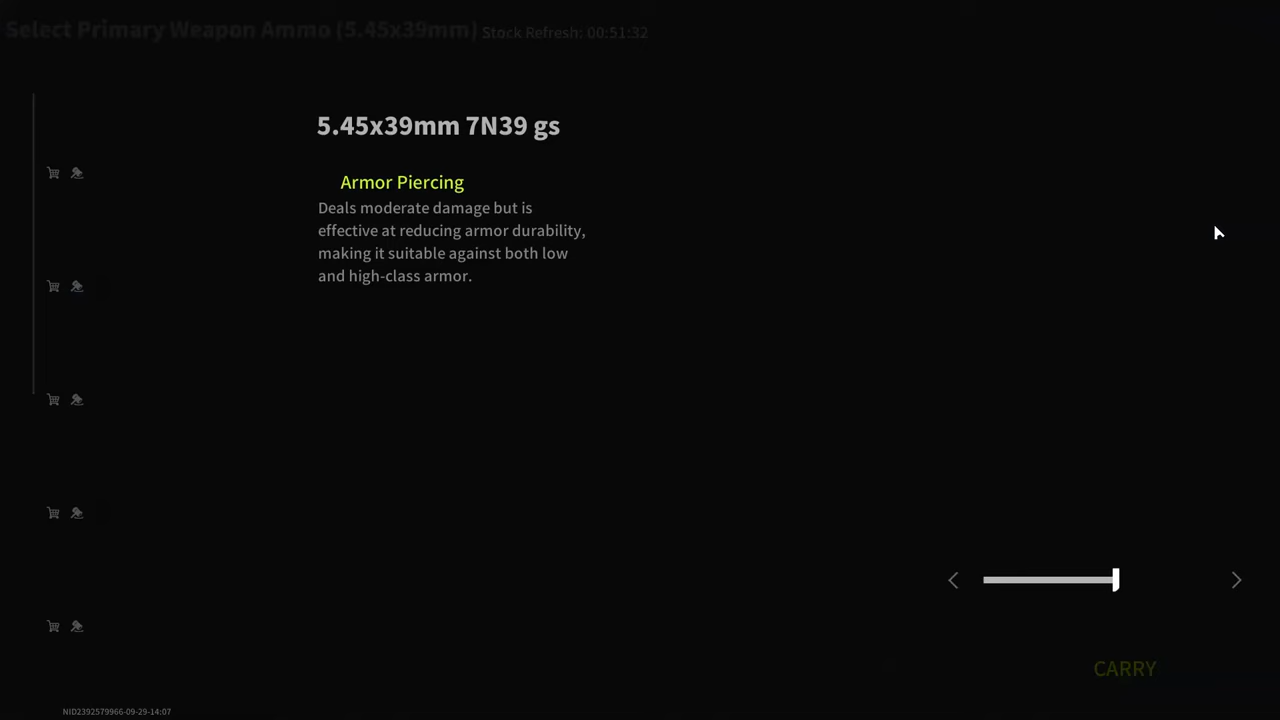 Select Primary Weapon Ammo (5.45x39mm) Stock Refresh: 00:51:32
5.45x39mm 7N39 gs
Armor Piercing
Deals moderate damage but is
effective at reducing armor durability,
making it suitable against both low
and high-class armor.
CARRY
NID2392579966-09-29-14:07